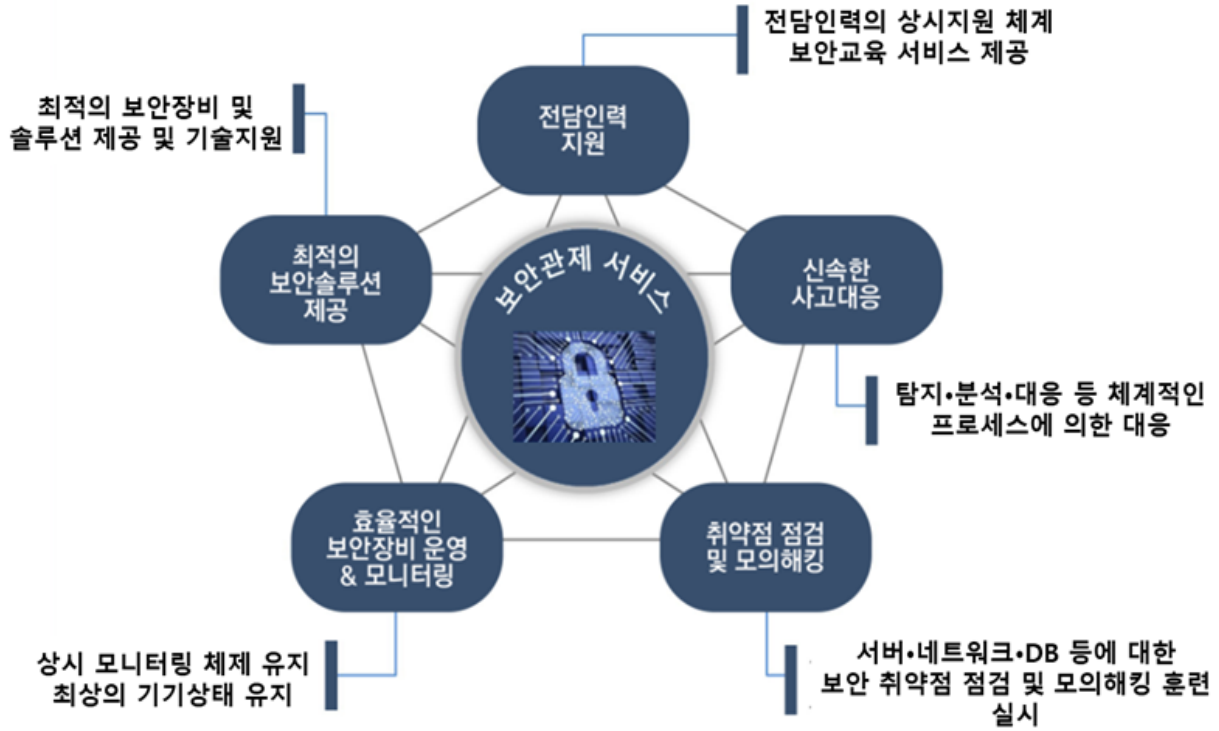 전담인력의 상시지원 체계
보안교육 서비스 제공
전담인력
지원
최적의 보안장비 및
솔루션 제공 및 기술지원
최적의
보안솔루션
제공
보안관제 서비스
신속한
사고대응
탐지•분석•대응 등 체계적인
프로세스에 의한 대응
효율적인
보안장비 운영
& 모니터링
취약점 점검
및 모의해킹
상시 모니터링 체제 유지
최상의 기기상태 유지
서버•네트워크•DB 등에 대한
보안 취약점 점검 및 모의해킹 훈련
실시